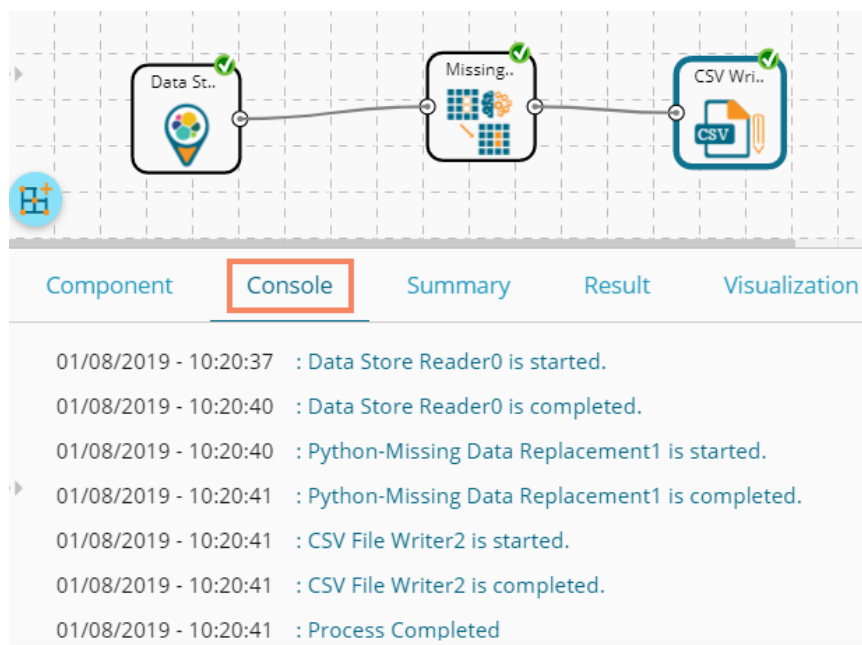 Data St.. Missing.. CSV Wri..
CSV
Component Console Summary Result Visualization
01/08/2019 - 10:20:37 : Data Store Reader0 is started.
01/08/2019 - 10:20:40 : Data Store Reader0 is completed.
01/08/2019 - 10:20:40 : Python-Missing Data Replacement1 is started.
01/08/2019 - 10:20:41 : Python-Missing Data Replacement1 is completed.
01/08/2019 - 10:20:41 : CSV File Writer2 is started.
01/08/2019 - 10:20:41 : CSV File Writer2 is completed.
01/08/2019 - 10:20:41 : Process Completed